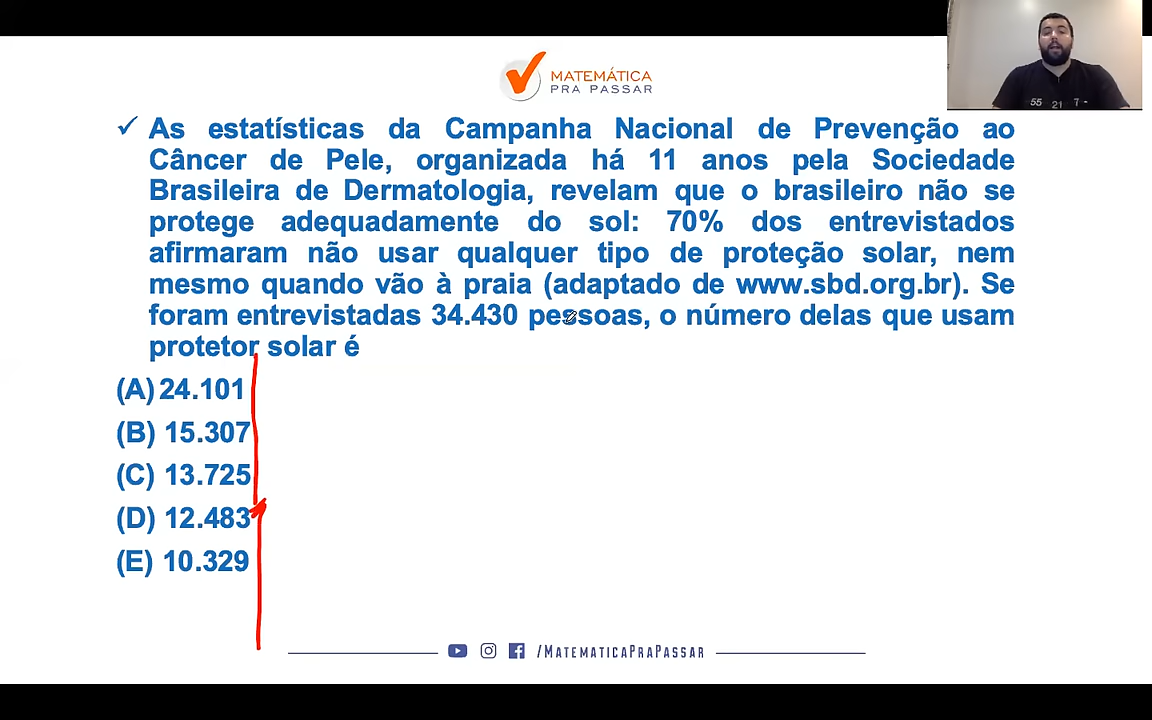 MATEMÁTICA
PRA PASSAR
✓ As estatísticas da Campanha Nacional de Prevenção ao
Câncer de Pele, organizada há 11 anos pela Sociedade
Brasileira de Dermatologia, revelam que o brasileiro não se
protege adequadamente do sol: 70% dos entrevistados
afirmaram não usar qualquer tipo de proteção solar, nem
mesmo quando vão à praia (adaptado de www.sbd.org.br). Se
foram entrevistadas 34.430 pessoas, o número delas que usam
protetor solar é
(A) 24.101
(B) 15.307
(C) 13.725
(D) 12.483
(E) 10.329
/MATEMATICAPRAPASSAR